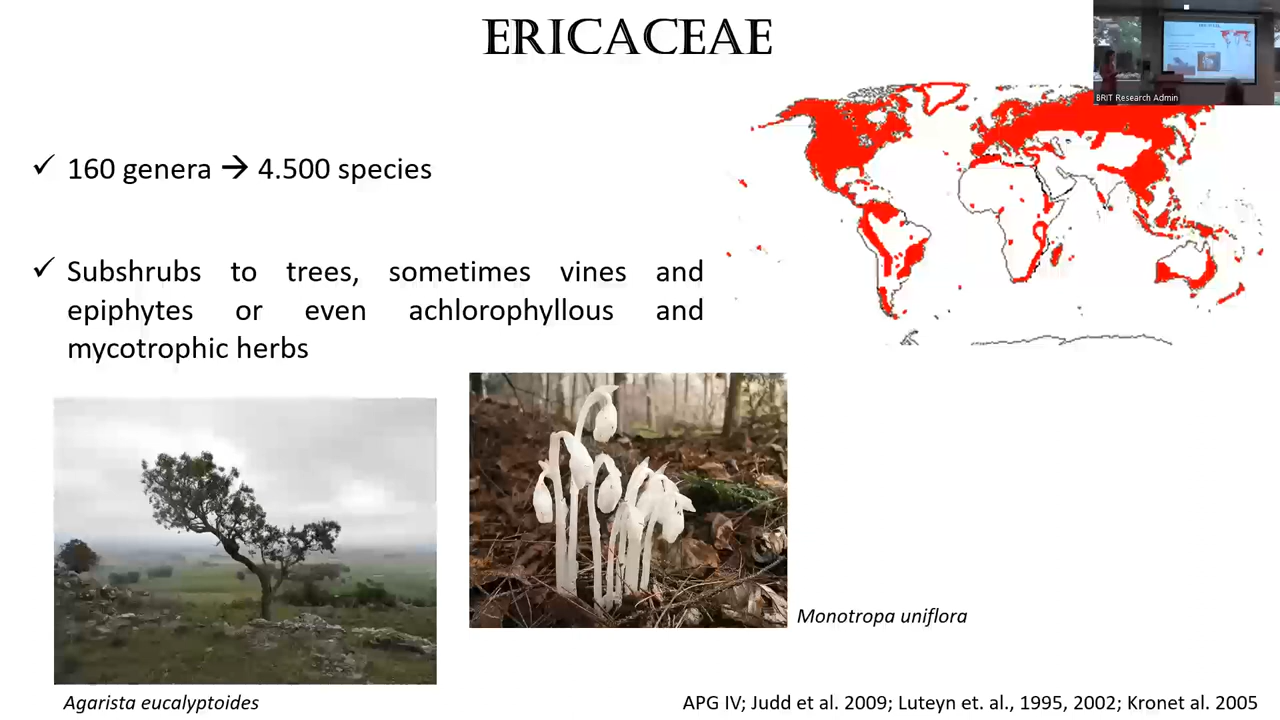 ERICACEAE
BRIT Research Admin
✓ 160 genera → 4.500 species
✓ Subshrubs to trees, sometimes vines and
epiphytes or even achlorophyllous and
mycotrophic herbs
Monotropa uniflora
Agarista eucalyptoides
APG IV; Judd et al. 2009; Luteyn et. al., 1995, 2002; Kronet al. 2005